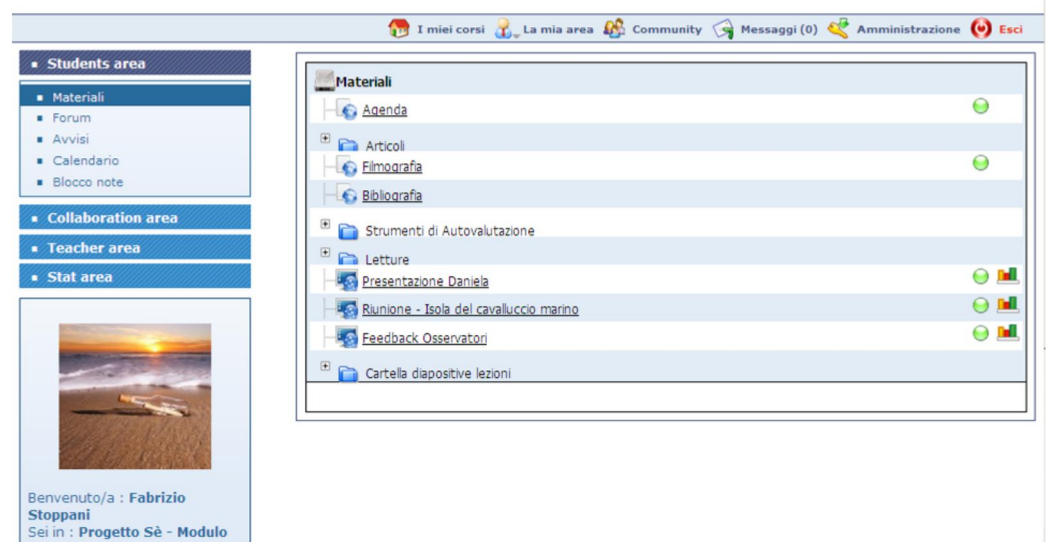 I miei corsi La mia area Community Messaggi (0) Amministrazione Esci
Students area
Materiali
Forum
Avvisi
Calendario
Blocco note
Collaboration area
Teacher area
Stat area
Benvenuto/a : Fabrizio
Stoppani
Sei in : Progetto Sè - Modulo
Materiali
Agenda
Articoli
Filmografia
Bibliografia
Strumenti di Autovalutazione
Letture
Presentazione Daniela
Riunione - Isola del cavalluccio marino
Feedback Osservatori
Cartella diapositive lezioni